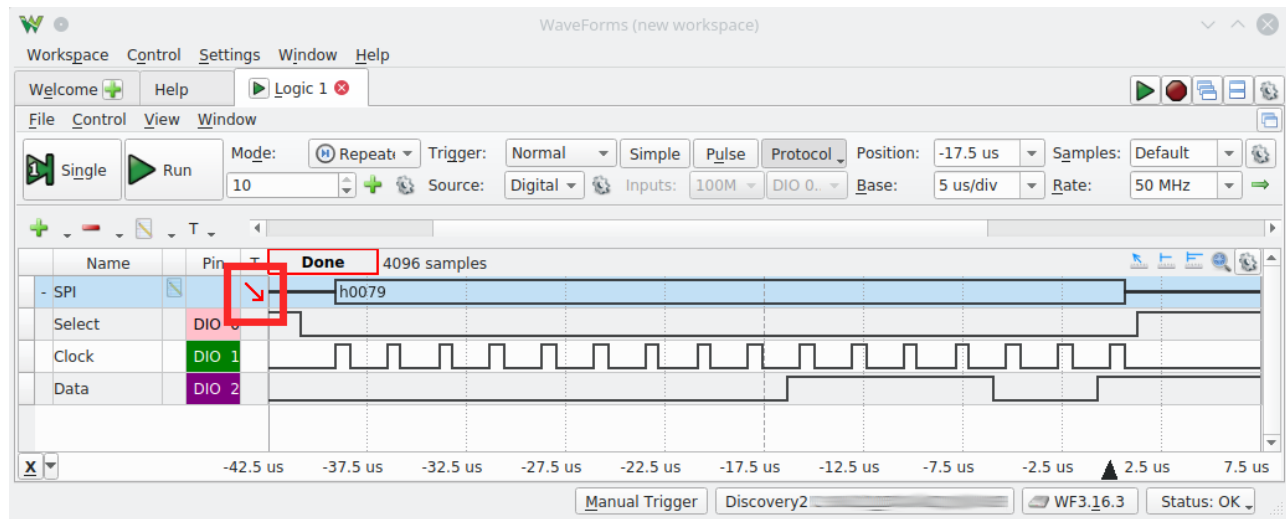 WaveForms (new workspace)
Workspace Control Settings Window Help
Welcome Help Logic 1
File Control View Window
1 Single Run Mode: Repeate Trigger: Normal Simple Pulse Protocol Position: -17.5 us Samples: Default
10 Source: Digital Inputs: 100M DIO 0.. Base: 5 us/div Rate: 50 MHz
T
Name Pin T Done 4096 samples
- SPI h0079
Select DIO 0
Clock DIO 1
Data DIO 2
X -42.5 us -37.5 us -32.5 us -27.5 us -22.5 us -17.5 us -12.5 us -7.5 us -2.5 us 2.5 us 7.5 us
Manual Trigger Discovery2 WF3.16.3 Status: OK